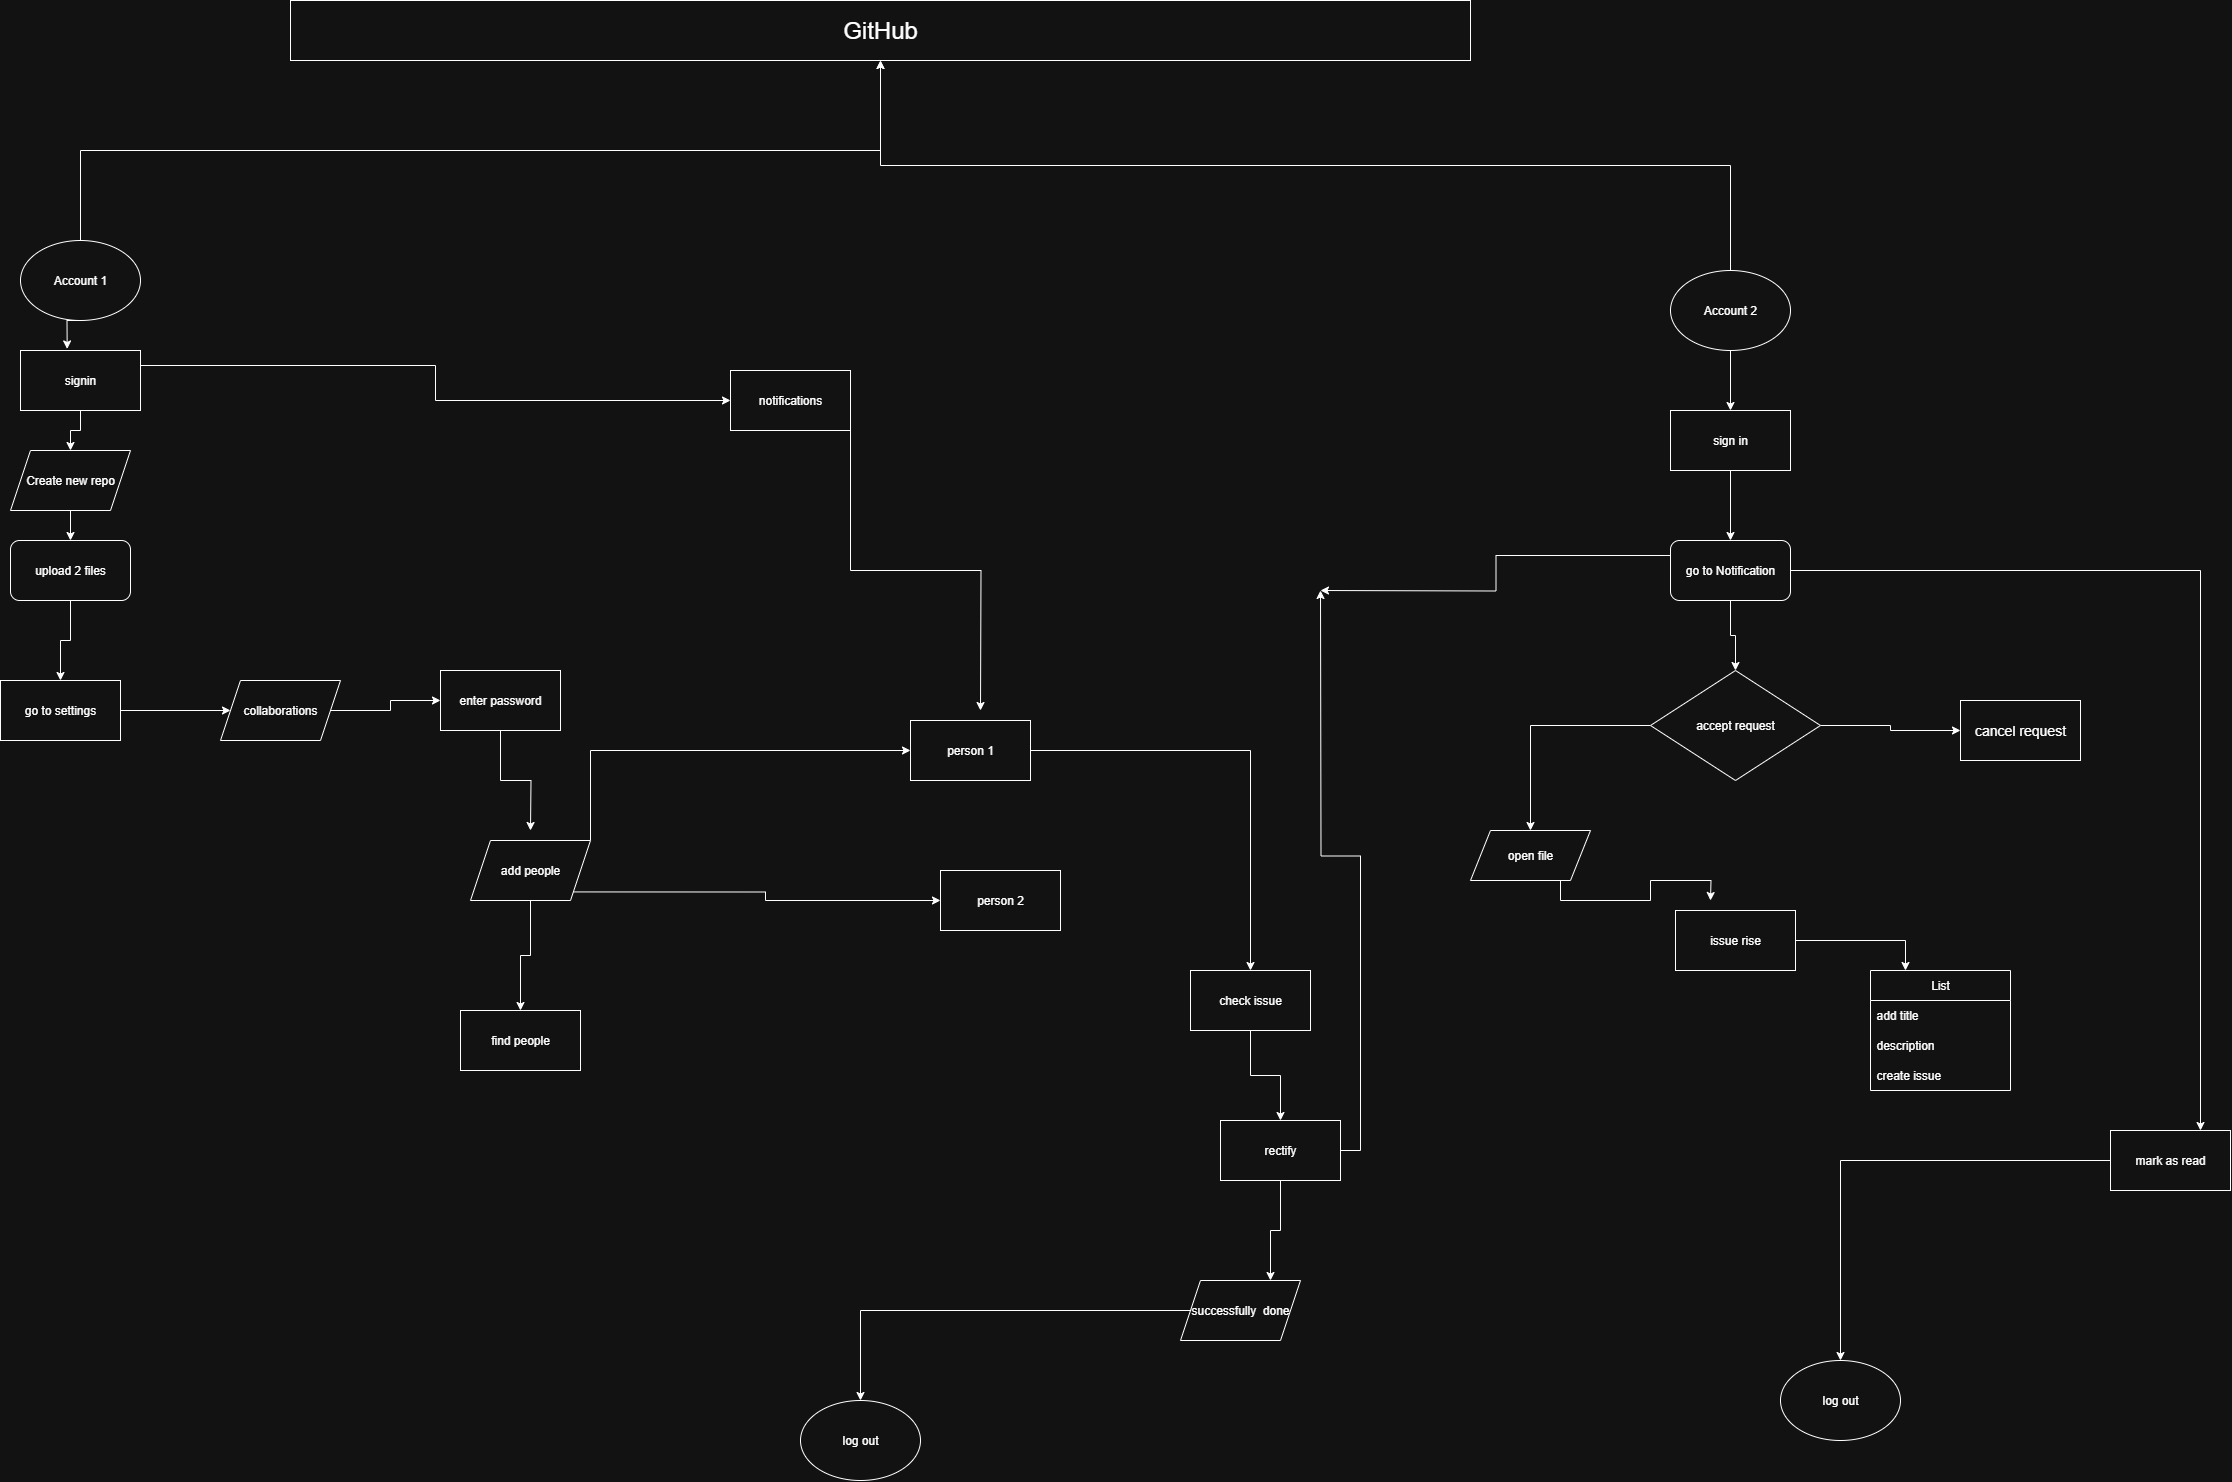 GitHub
Account 1
Account 2
signin
notifications
sign in
Create new repo
upload 2 files
go to Notification
go to settings
collaborations
enter password
person 1
accept request
cancel request
add people
person 2
open file
issue rise
find people
check issue
List
add title
description
create issue
rectify
mark as read
successfully  done
log out
log out